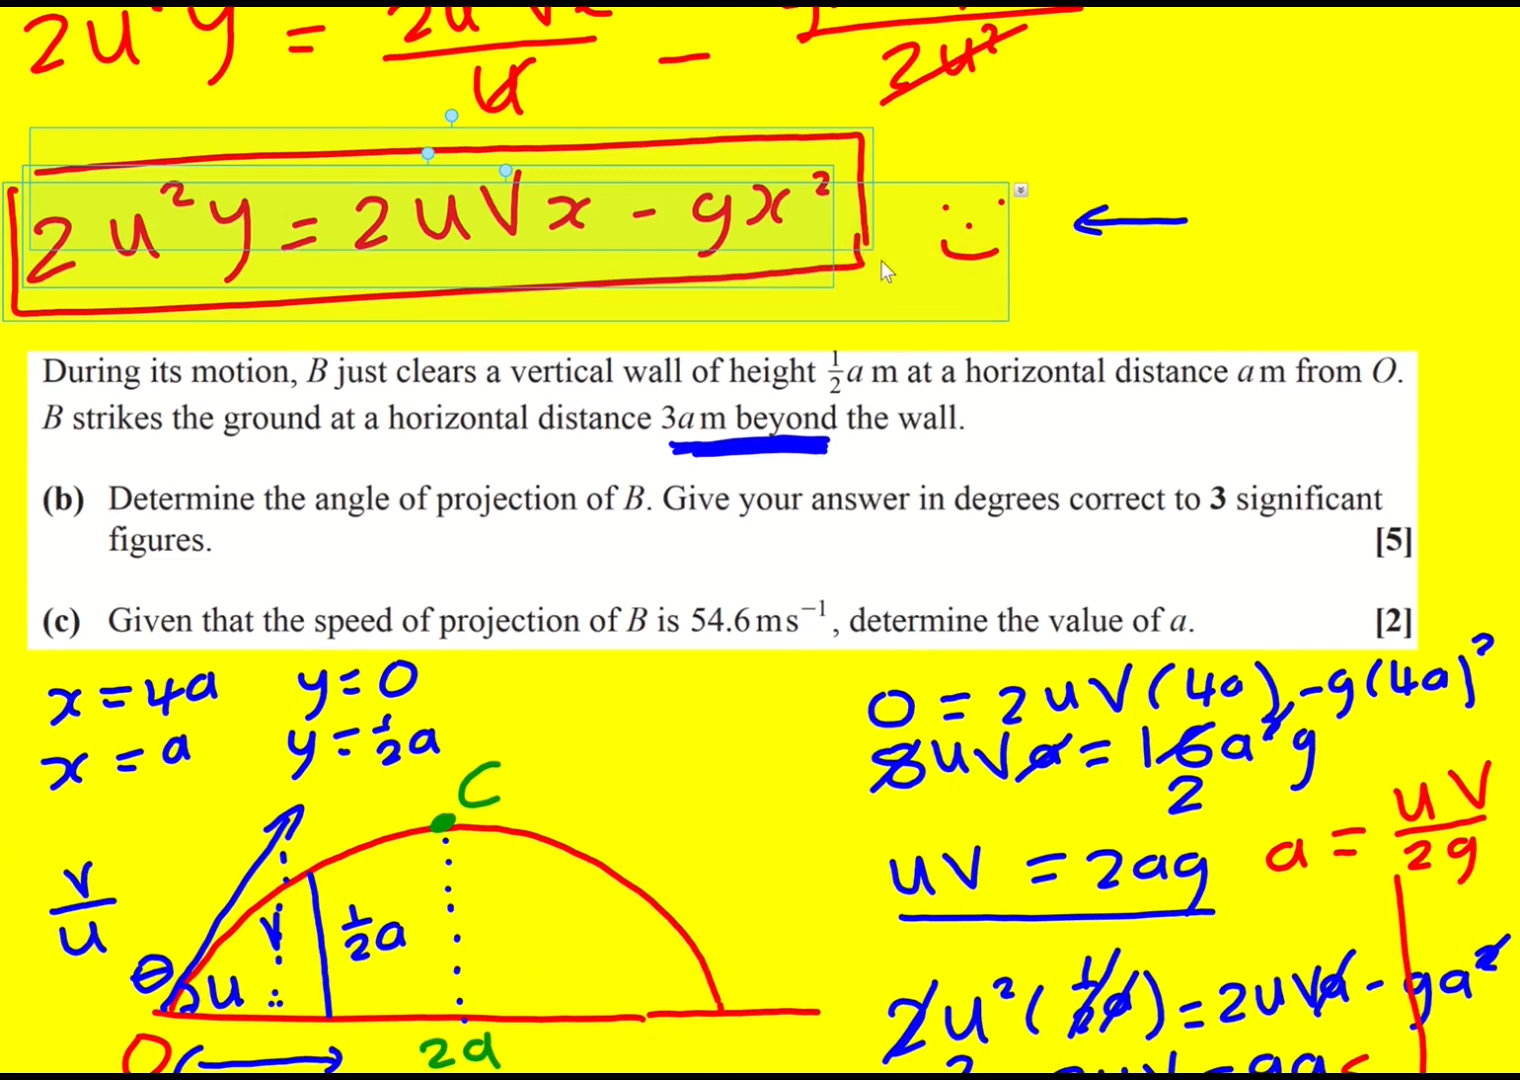 2u²y = 2u
u
2u²
2u²y = 2uVx - gx²
During its motion, B just clears a vertical wall of height ½a m at a horizontal distance a m from O.
B strikes the ground at a horizontal distance 3a m beyond the wall.
(b) Determine the angle of projection of B. Give your answer in degrees correct to 3 significant
figures. [5]
(c) Given that the speed of projection of B is 54.6 m s⁻¹, determine the value of a. [2]
x = 4a y = 0
x = a y = ½a
0 = 2uV(4a) - g(4a)²
8uVa = 16a²g
2
C
uV = 2ag
a = uV/2g
V/u
θ
u
V
½a
O
2a
2u²(½a) = 2uVa - ga²